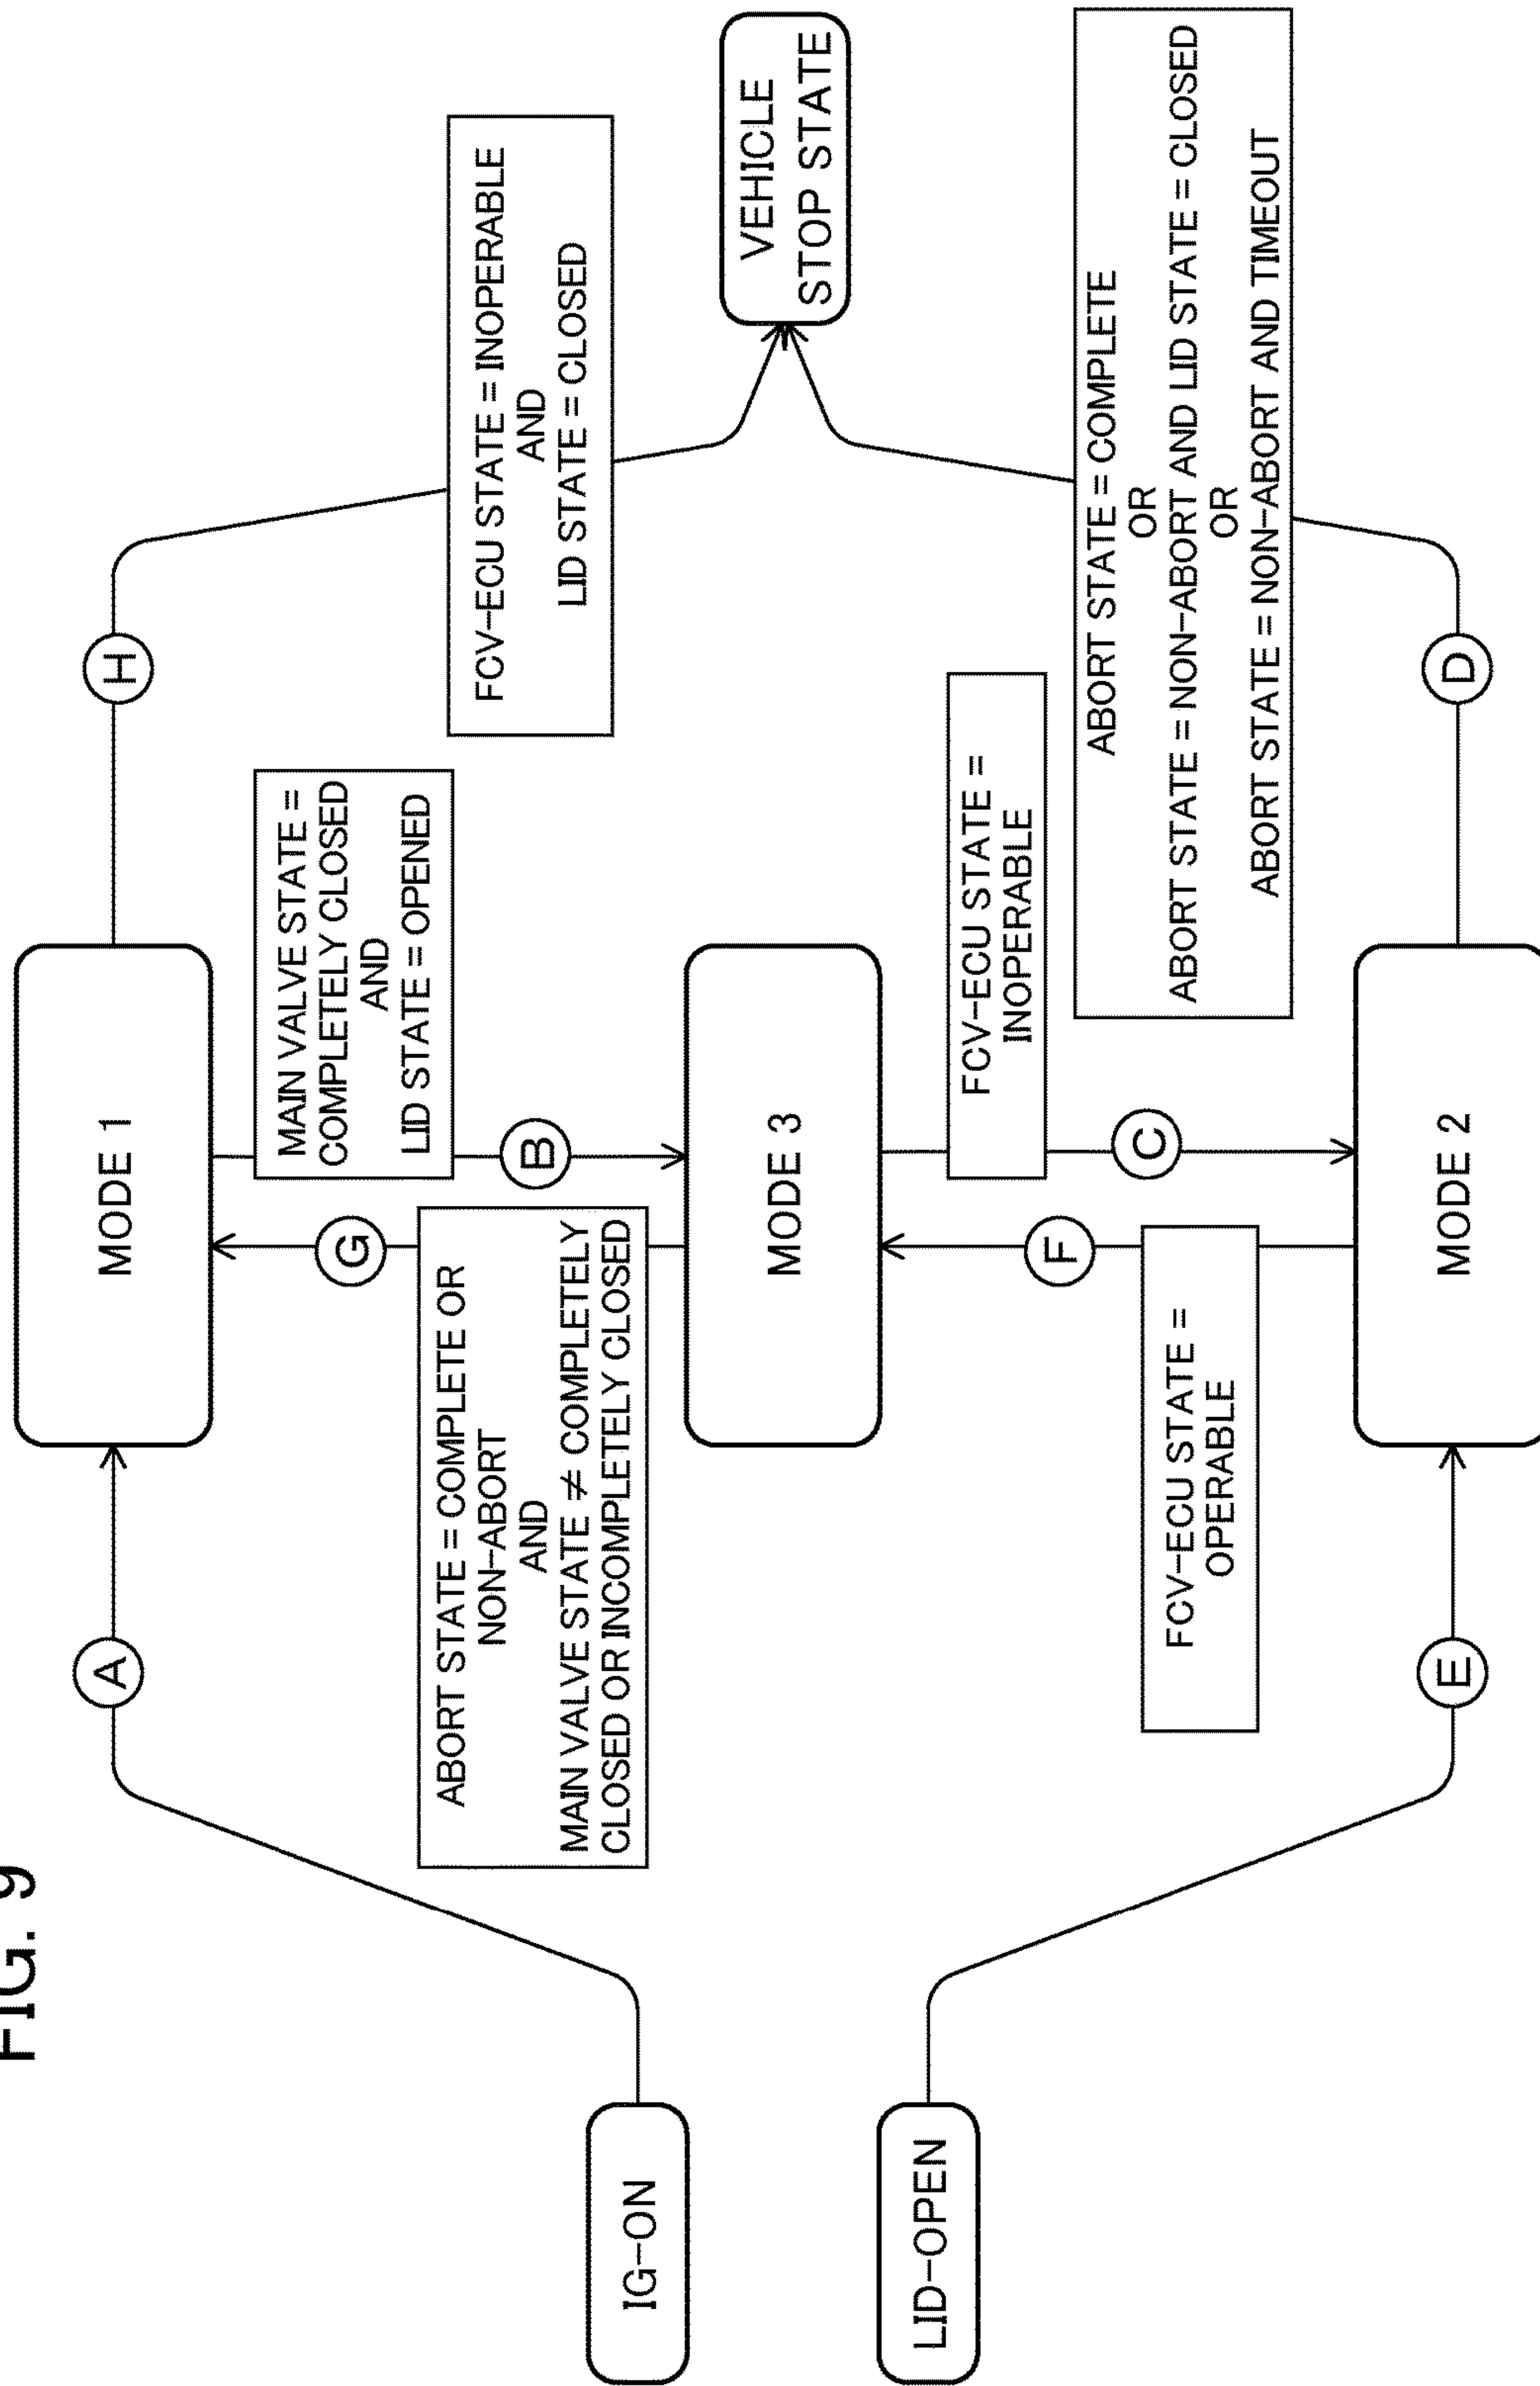 FIG. 9
IG-ON
LID-OPEN
A
E
MODE 1
MODE 3
MODE 2
G
ABORT STATE = COMPLETE OR
NON-ABORT
AND
MAIN VALVE STATE ≠ COMPLETELY
CLOSED OR INCOMPLETELY CLOSED
MAIN VALVE STATE =
COMPLETELY CLOSED
AND
LID STATE = OPENED
B
F
FCV-ECU STATE =
OPERABLE
FCV-ECU STATE =
INOPERABLE
C
H
FCV-ECU STATE = INOPERABLE
AND
LID STATE = CLOSED
VEHICLE
STOP STATE
ABORT STATE = COMPLETE
OR
ABORT STATE = NON-ABORT AND LID STATE = CLOSED
OR
ABORT STATE = NON-ABORT AND TIMEOUT
D